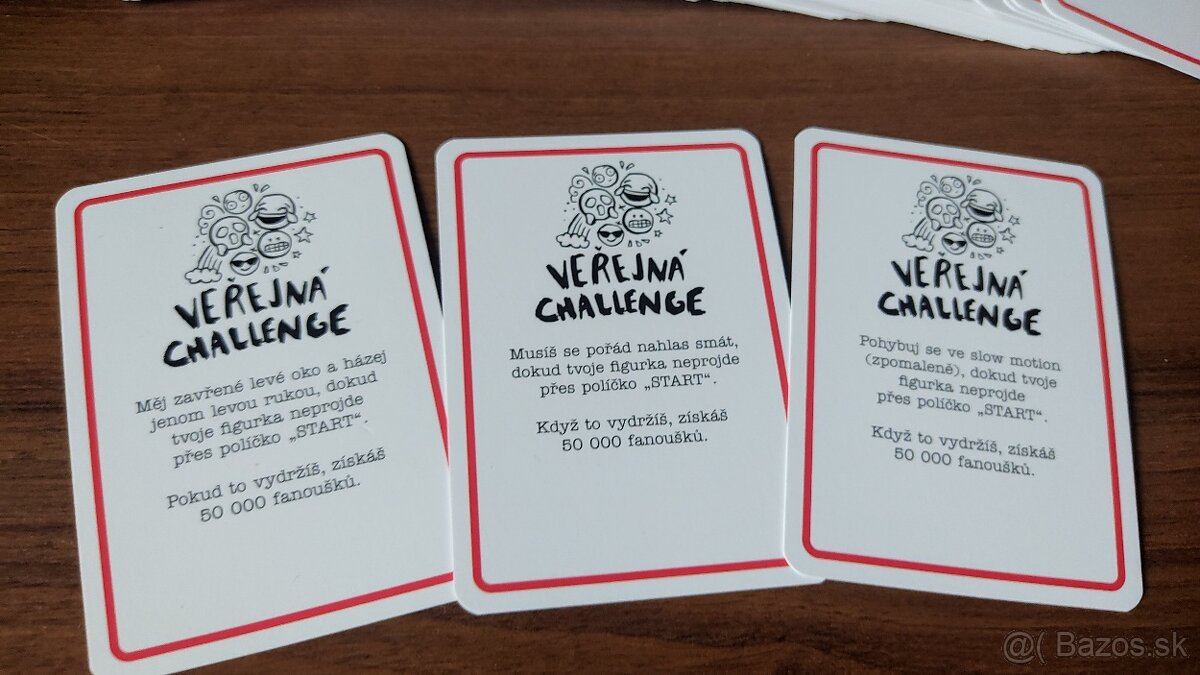 VEŘEJNÁ
CHALLENGE
Měj zavřené levé oko a házej
jenom levou rukou, dokud
tvoje figurka neprojde
přes políčko „START“.
Pokud to vydržíš, získáš
50 000 fanoušků.
VEŘEJNÁ
CHALLENGE
Musíš se pořád nahlas smát,
dokud tvoje figurka neprojde
přes políčko „START“.
Když to vydržíš, získáš
50 000 fanoušků.
VEŘEJNÁ
CHALLENGE
Pohybuj se ve slow motion
(zpomaleně), dokud tvoje
figurka neprojde
přes políčko „START“.
Když to vydržíš, získáš
50 000 fanoušků.
@( Bazos.sk